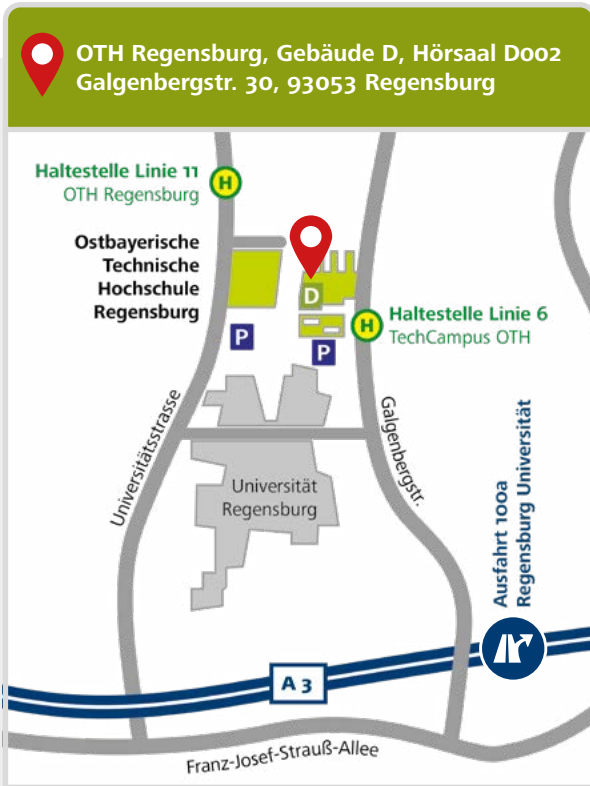 OTH Regensburg, Gebäude D, Hörsaal D002
Galgenbergstr. 30, 93053 Regensburg
Haltestelle Linie 11
OTH Regensburg
H
Ostbayerische
Technische
Hochschule
Regensburg
D
P
P
H
Haltestelle Linie 6
TechCampus OTH
Universitätsstrasse
Galgenbergstr.
Universität
Regensburg
Ausfahrt 100a
Regensburg Universität
A 3
Franz-Josef-Strauß-Allee